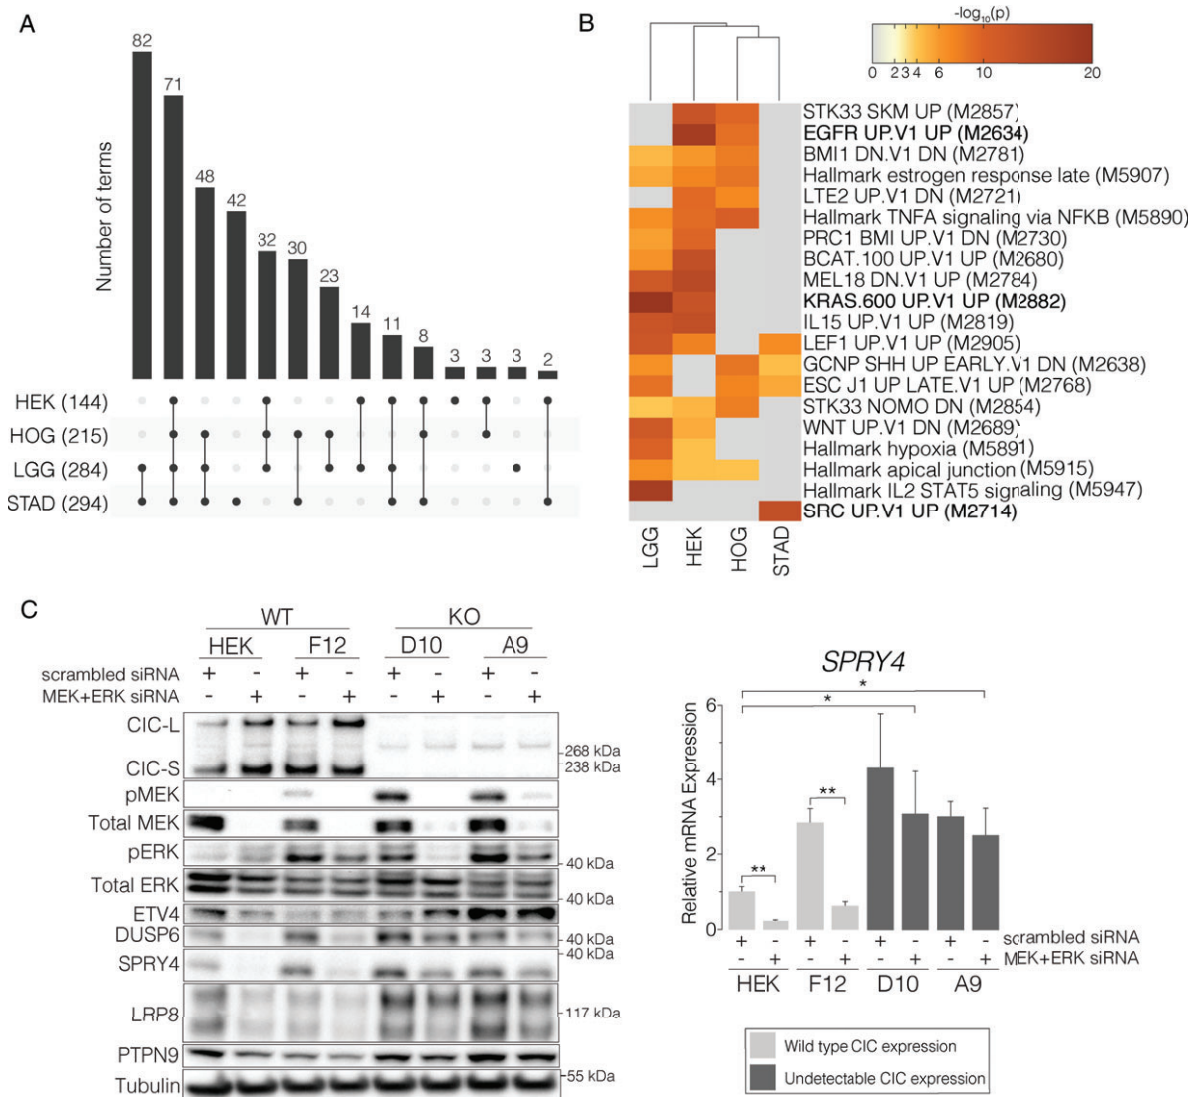 A
Number of terms
82
71
48
42
32
30
23
14
11
8
3
3
3
2
HEK (144)
HOG (215)
LGG (284)
STAD (294)
B
-log10(p)
0 2 3 4 6 10 20
STK33 SKM UP (M2857)
EGFR UP.V1 UP (M2634)
BMI1 DN.V1 DN (M2781)
Hallmark estrogen response late (M5907)
LTE2 UP.V1 DN (M2721)
Hallmark TNFA signaling via NFKB (M5890)
PRC1 BMI UP.V1 DN (M2730)
BCAT.100 UP.V1 UP (M2680)
MEL18 DN.V1 UP (M2784)
KRAS.600 UP.V1 UP (M2882)
IL15 UP.V1 UP (M2819)
LEF1 UP.V1 UP (M2905)
GCNP SHH UP EARLY.V1 DN (M2638)
ESC J1 UP LATE.V1 UP (M2768)
STK33 NOMO DN (M2854)
WNT UP.V1 DN (M2689)
Hallmark hypoxia (M5891)
Hallmark apical junction (M5915)
Hallmark IL2 STAT5 signaling (M5947)
SRC UP.V1 UP (M2714)
LGG HEK HOG STAD
C
WT KO
HEK F12 D10 A9
scrambled siRNA + - + - + - + -
MEK+ERK siRNA - + - + - + - +
CIC-L
268 kDa
CIC-S
238 kDa
pMEK
Total MEK
pERK
40 kDa
Total ERK
40 kDa
ETV4
DUSP6
40 kDa
40 kDa
SPRY4
LRP8
117 kDa
PTPN9
55 kDa
Tubulin
SPRY4
Relative mRNA Expression
6
4
2
0
*
*
**
**
+ - + - + - + - scrambled siRNA
- + - + - + - + MEK+ERK siRNA
HEK F12 D10 A9
Wild type CIC expression
Undetectable CIC expression